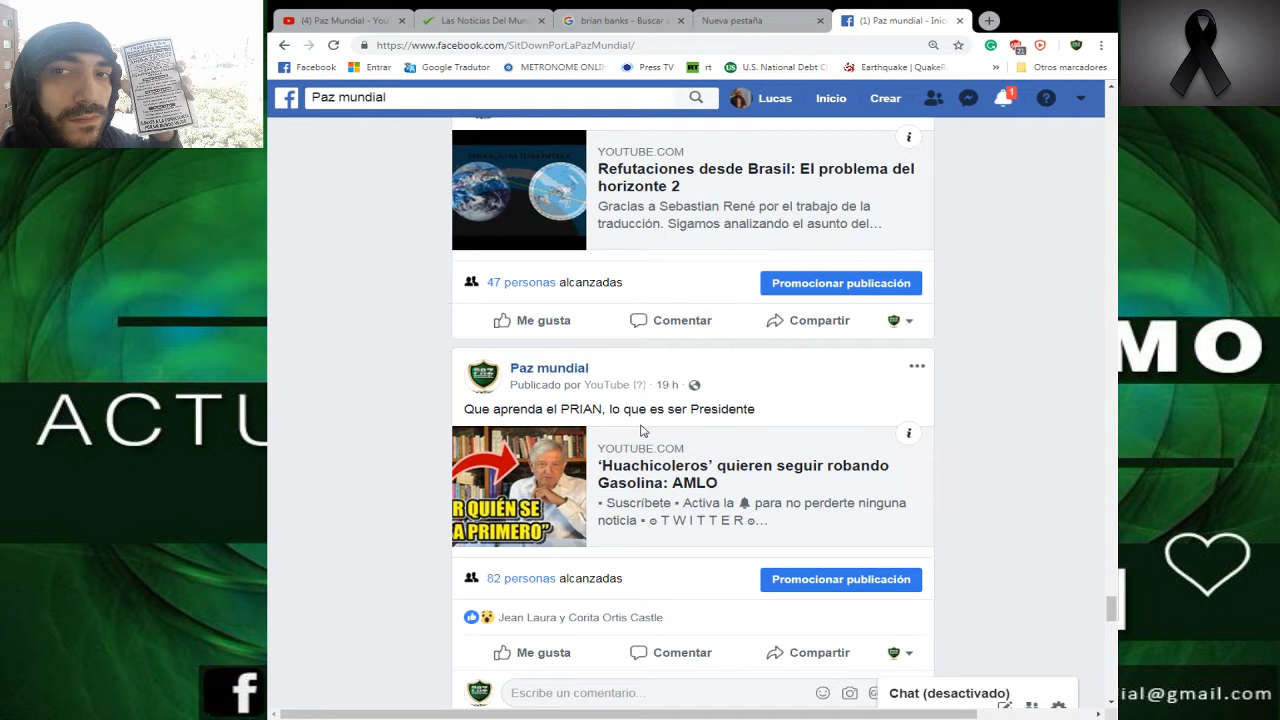 (4) Paz Mundial - You
Las Noticias Del Mun
brian banks - Buscar
Nueva pestaña
(1) Paz mundial - Inic
https://www.facebook.com/SitDownPorLaPazMundial/
Facebook
Entrar
Google Tradutor
METRONOME ONLIN
Press TV
rt
U.S. National Debt C
Earthquake | QuakeR
»
Otros marcadores
Paz mundial
Lucas
Inicio
Crear
1
YOUTUBE.COM
Refutaciones desde Brasil: El problema del
horizonte 2
Gracias a Sebastian René por el trabajo de la
traducción. Sigamos analizando el asunto del...
47 personas alcanzadas
Promocionar publicación
Me gusta
Comentar
Compartir
Paz mundial
Publicado por YouTube [?] · 19 h ·
Que aprenda el PRIAN, lo que es ser Presidente
YOUTUBE.COM
‘Huachicoleros’ quieren seguir robando
Gasolina: AMLO
▪ Suscríbete ▪ Activa la 🔔 para no perderte ninguna
noticia ▪ ๏ T W I T T E R ๏...
R QUIÉN SE
A PRIMERO”
82 personas alcanzadas
Promocionar publicación
Jean Laura y Corita Ortis Castle
Me gusta
Comentar
Compartir
Escribe un comentario...
Chat (desactivado)
ACTU
MO
ial@gmail.com